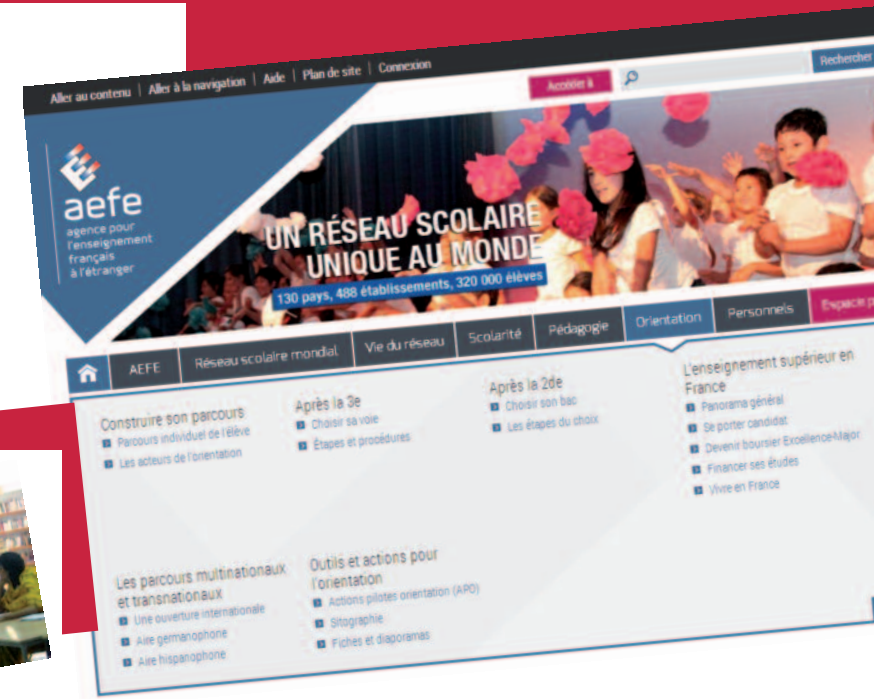 Aller au contenu | Aller à la navigation | Aide | Plan de site | Connexion
Accéder à
Rechercher
aefe
agence pour
l'enseignement
français
à l'étranger
UN RÉSEAU SCOLAIRE
UNIQUE AU MONDE
130 pays, 488 établissements, 320 000 élèves
AEFE
Réseau scolaire mondial
Vie du réseau
Scolarité
Pédagogie
Orientation
Personnels
Espace p
Construire son parcours
Parcours individuel de l'élève
Les acteurs de l'orientation
Après la 3e
Choisir sa voie
Étapes et procédures
Après la 2de
Choisir son bac
Les étapes du choix
L'enseignement supérieur en
France
Panorama général
Se porter candidat
Devenir boursier Excellence-Major
Financer ses études
Vivre en France
Les parcours multinationaux
et transnationaux
Une ouverture internationale
Aire germanophone
Aire hispanophone
Outils et actions pour
l'orientation
Actions pilotes orientation (APO)
Sitographie
Fiches et diaporamas